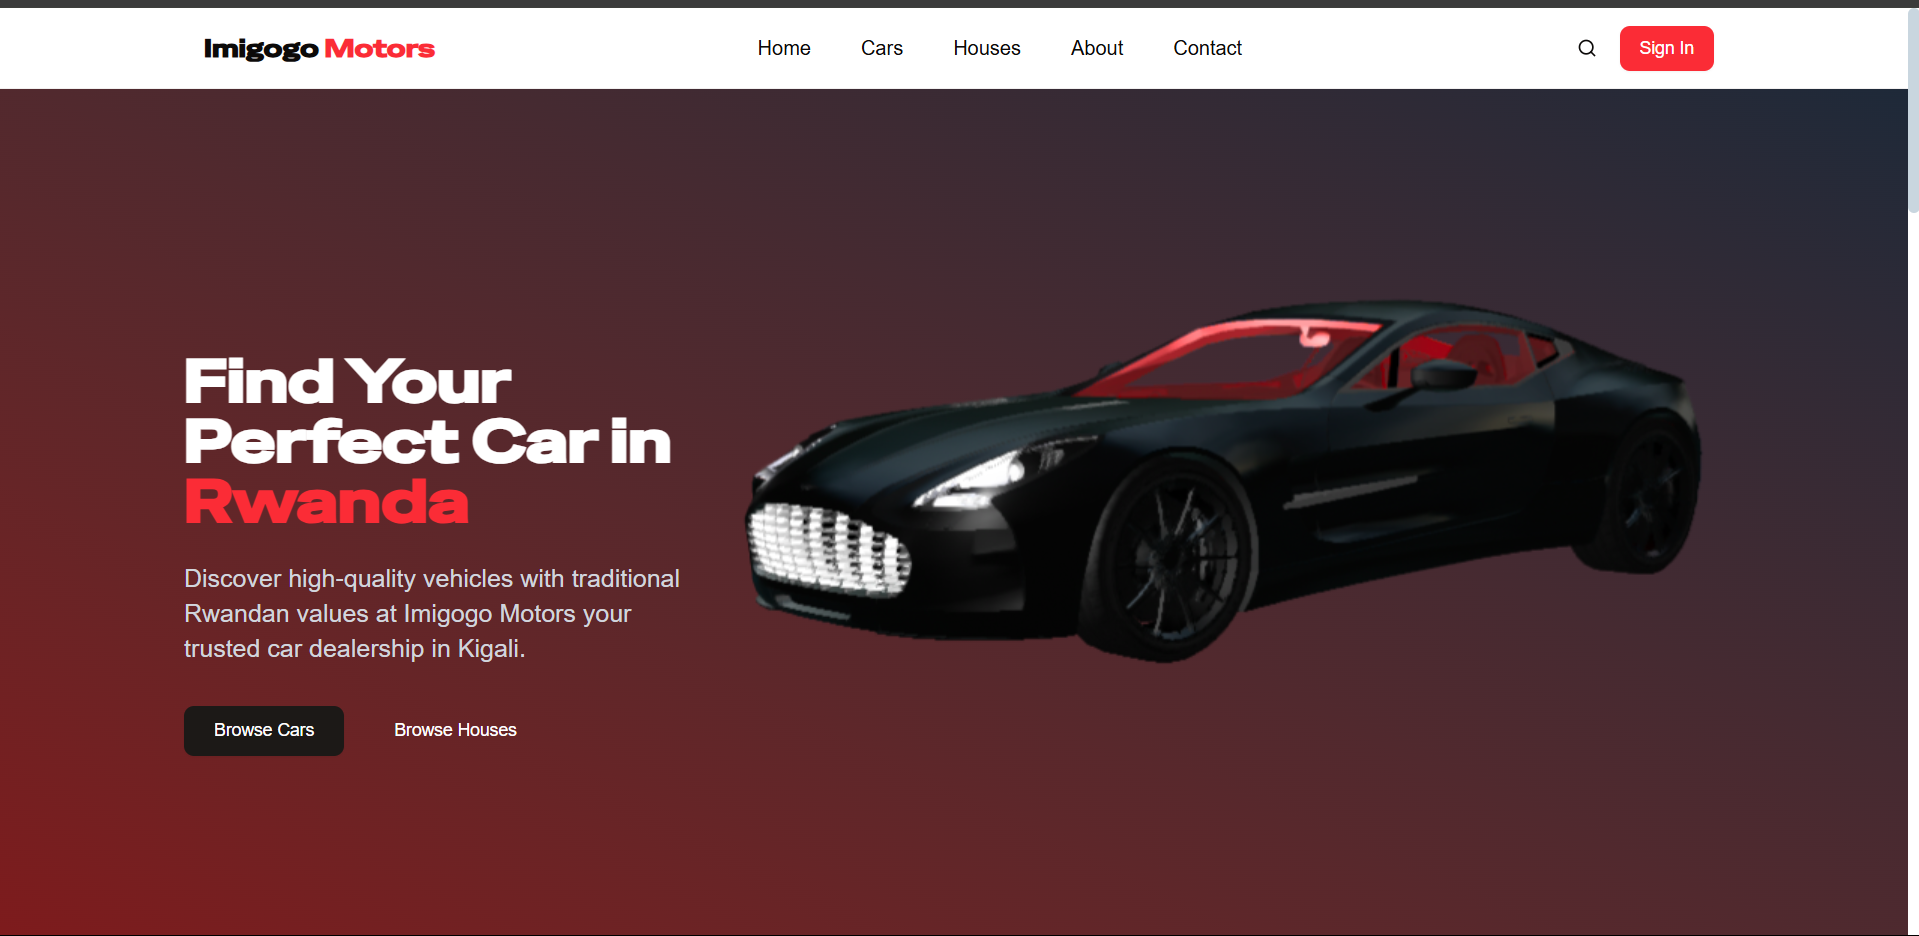 Imigogo Motors
Home
Cars
Houses
About
Contact
Sign In
Find Your
Perfect Car in
Rwanda
Discover high-quality vehicles with traditional
Rwandan values at Imigogo Motors your
trusted car dealership in Kigali.
Browse Cars
Browse Houses